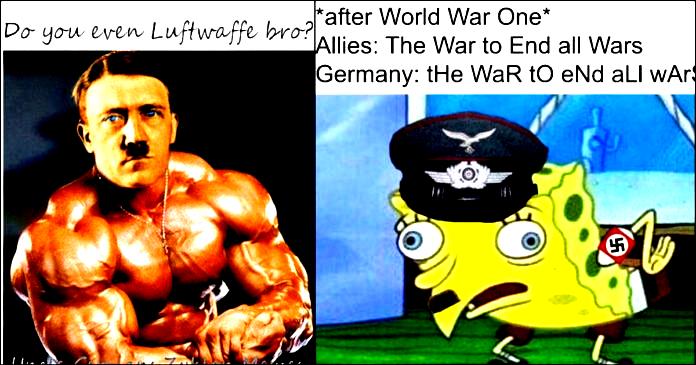 Do you even Luftwaffe bro?
*after World War One*
Allies: The War to End all Wars
Germany: tHe WaR tO eNd aLl wArS